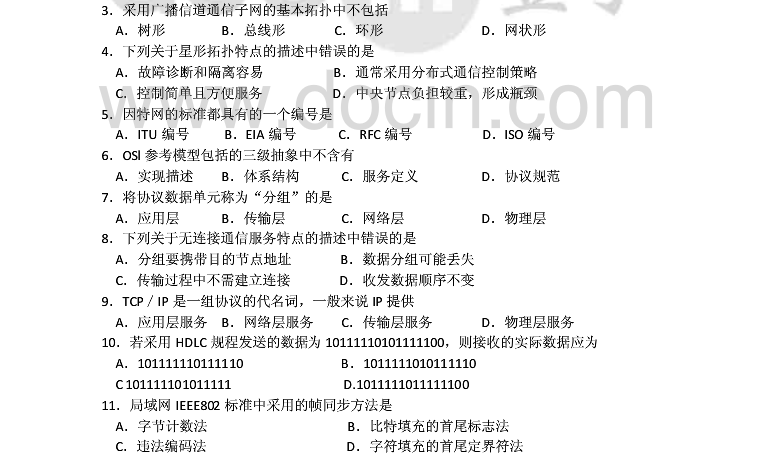 3. 采用广播信道通信子网的基本拓扑中不包括
A. 树形 B. 总线形 C. 环形 D. 网状形
4. 下列关于星形拓扑特点的描述中错误的是
A. 故障诊断和隔离容易 B. 通常采用分布式通信控制策略
C. 控制简单且方便服务 D. 中央节点负担较重，形成瓶颈
www.docin.com
5. 因特网的标准都具有的一个编号是
A. ITU 编号 B. EIA 编号 C. RFC 编号 D. ISO 编号
6. OSl 参考模型包括的三级抽象中不含有
A. 实现描述 B. 体系结构 C. 服务定义 D. 协议规范
7. 将协议数据单元称为“分组”的是
A. 应用层 B. 传输层 C. 网络层 D. 物理层
8. 下列关于无连接通信服务特点的描述中错误的是
A. 分组要携带目的节点地址 B. 数据分组可能丢失
C. 传输过程中不需建立连接 D. 收发数据顺序不变
9. TCP／IP 是一组协议的代名词，一般来说 IP 提供
A. 应用层服务 B. 网络层服务 C. 传输层服务 D. 物理层服务
10. 若采用 HDLC 规程发送的数据为 10111110101111100，则接收的实际数据应为
A. 101111110111110 B. 1011111010111110
C 101111101011111 D.1011111011111100
11. 局域网 IEEE802 标准中采用的帧同步方法是
A. 字节计数法 B. 比特填充的首尾标志法
C. 违法编码法 D. 字符填充的首尾定界符法